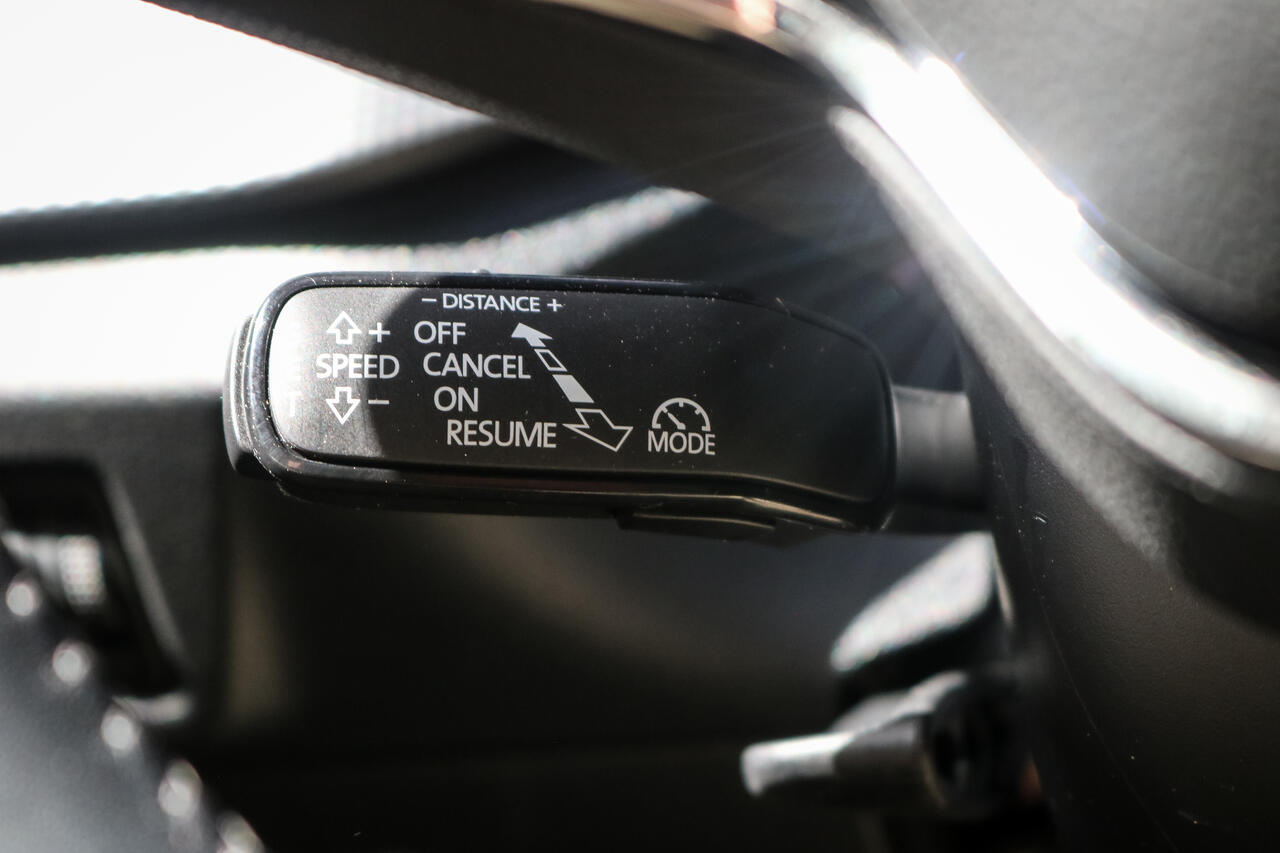 − DISTANCE +
+ OFF
SPEED CANCEL
− ON
RESUME
MODE